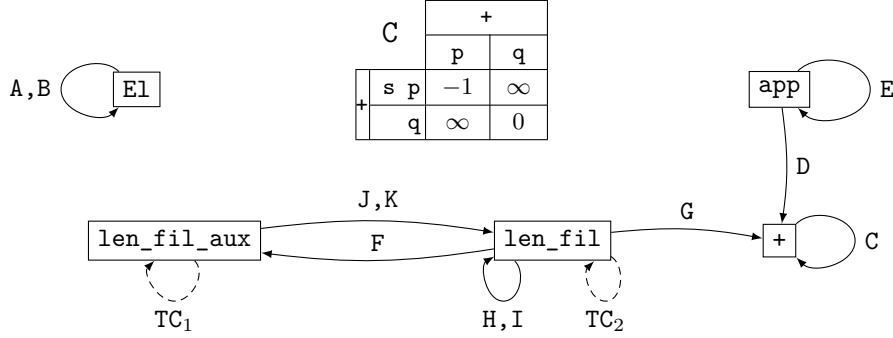 +
C
p q
A,B El + s p −1 ∞ app E
q ∞ 0
D
J,K
G
len_fil_aux F len_fil + C
TC₁ H,I TC₂